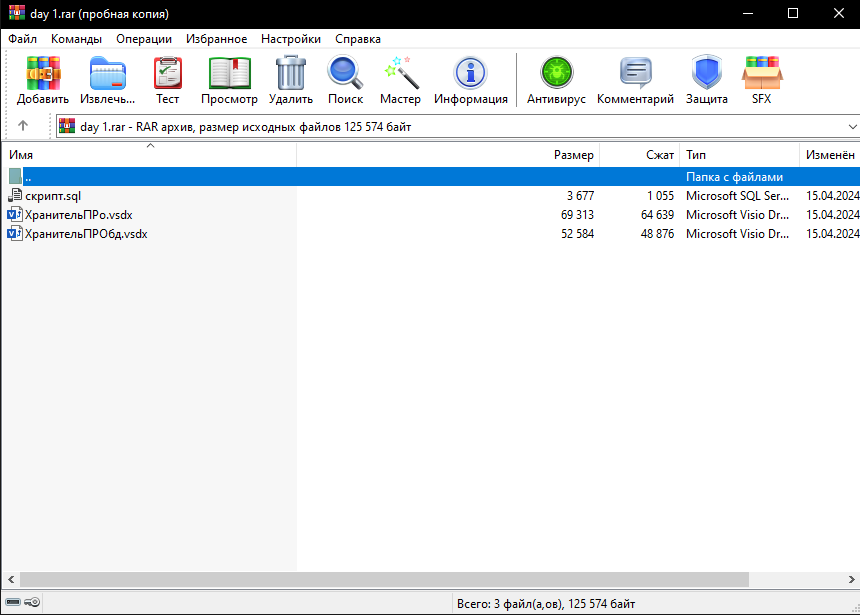 day 1.rar (пробная копия)
Файл Команды Операции Избранное Настройки Справка
Добавить Извлечь... Тест Просмотр Удалить Поиск Мастер Информация Антивирус Комментарий Защита SFX
day 1.rar - RAR архив, размер исходных файлов 125 574 байт
Имя Размер Сжат Тип Изменён
.. Папка с файлами
скрипт.sql 3 677 1 055 Microsoft SQL Ser... 15.04.2024
ХранительПРо.vsdx 69 313 64 639 Microsoft Visio Dr... 15.04.2024
ХранительПРОбд.vsdx 52 584 48 876 Microsoft Visio Dr... 15.04.2024
Всего: 3 файл(а,ов), 125 574 байт